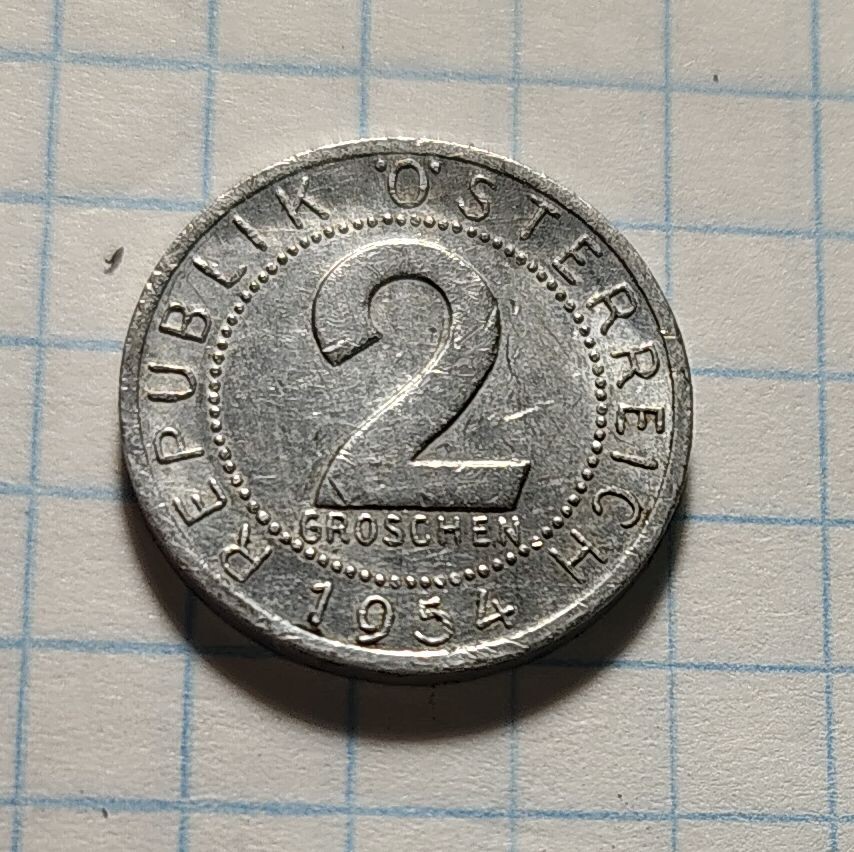 REPUBLIK ÖSTERREICH
2
GROSCHEN
1954